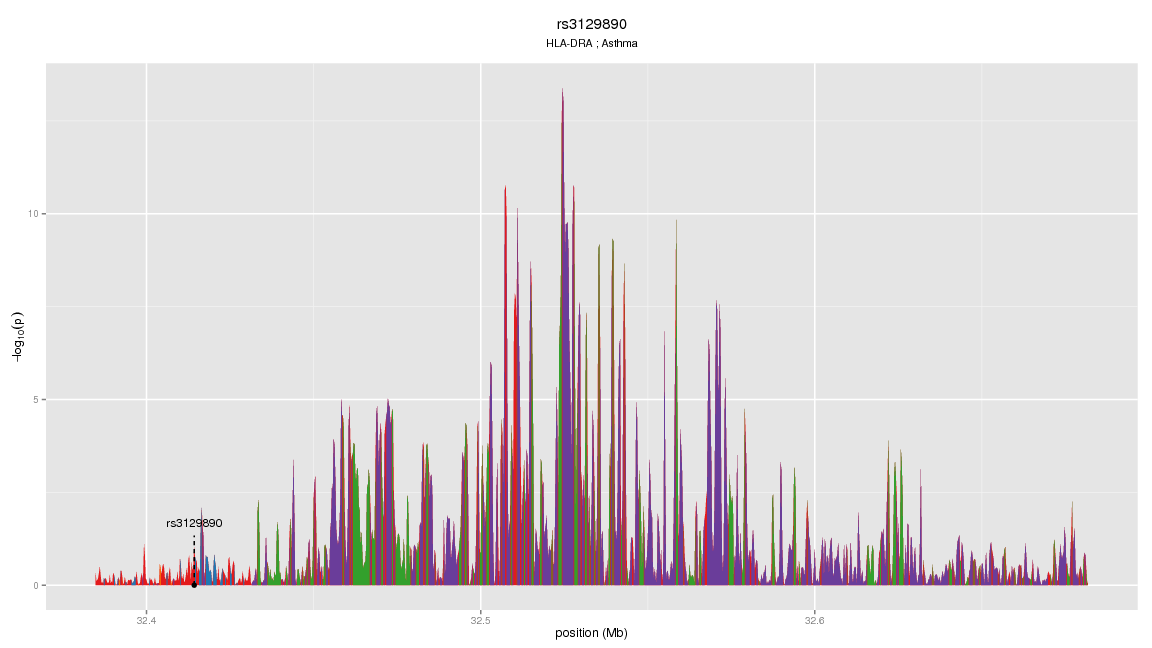 rs3129890
HLA-DRA ; Asthma
10
5
0
−log10(p)
rs3129890
32.4
32.5
32.6
position (Mb)